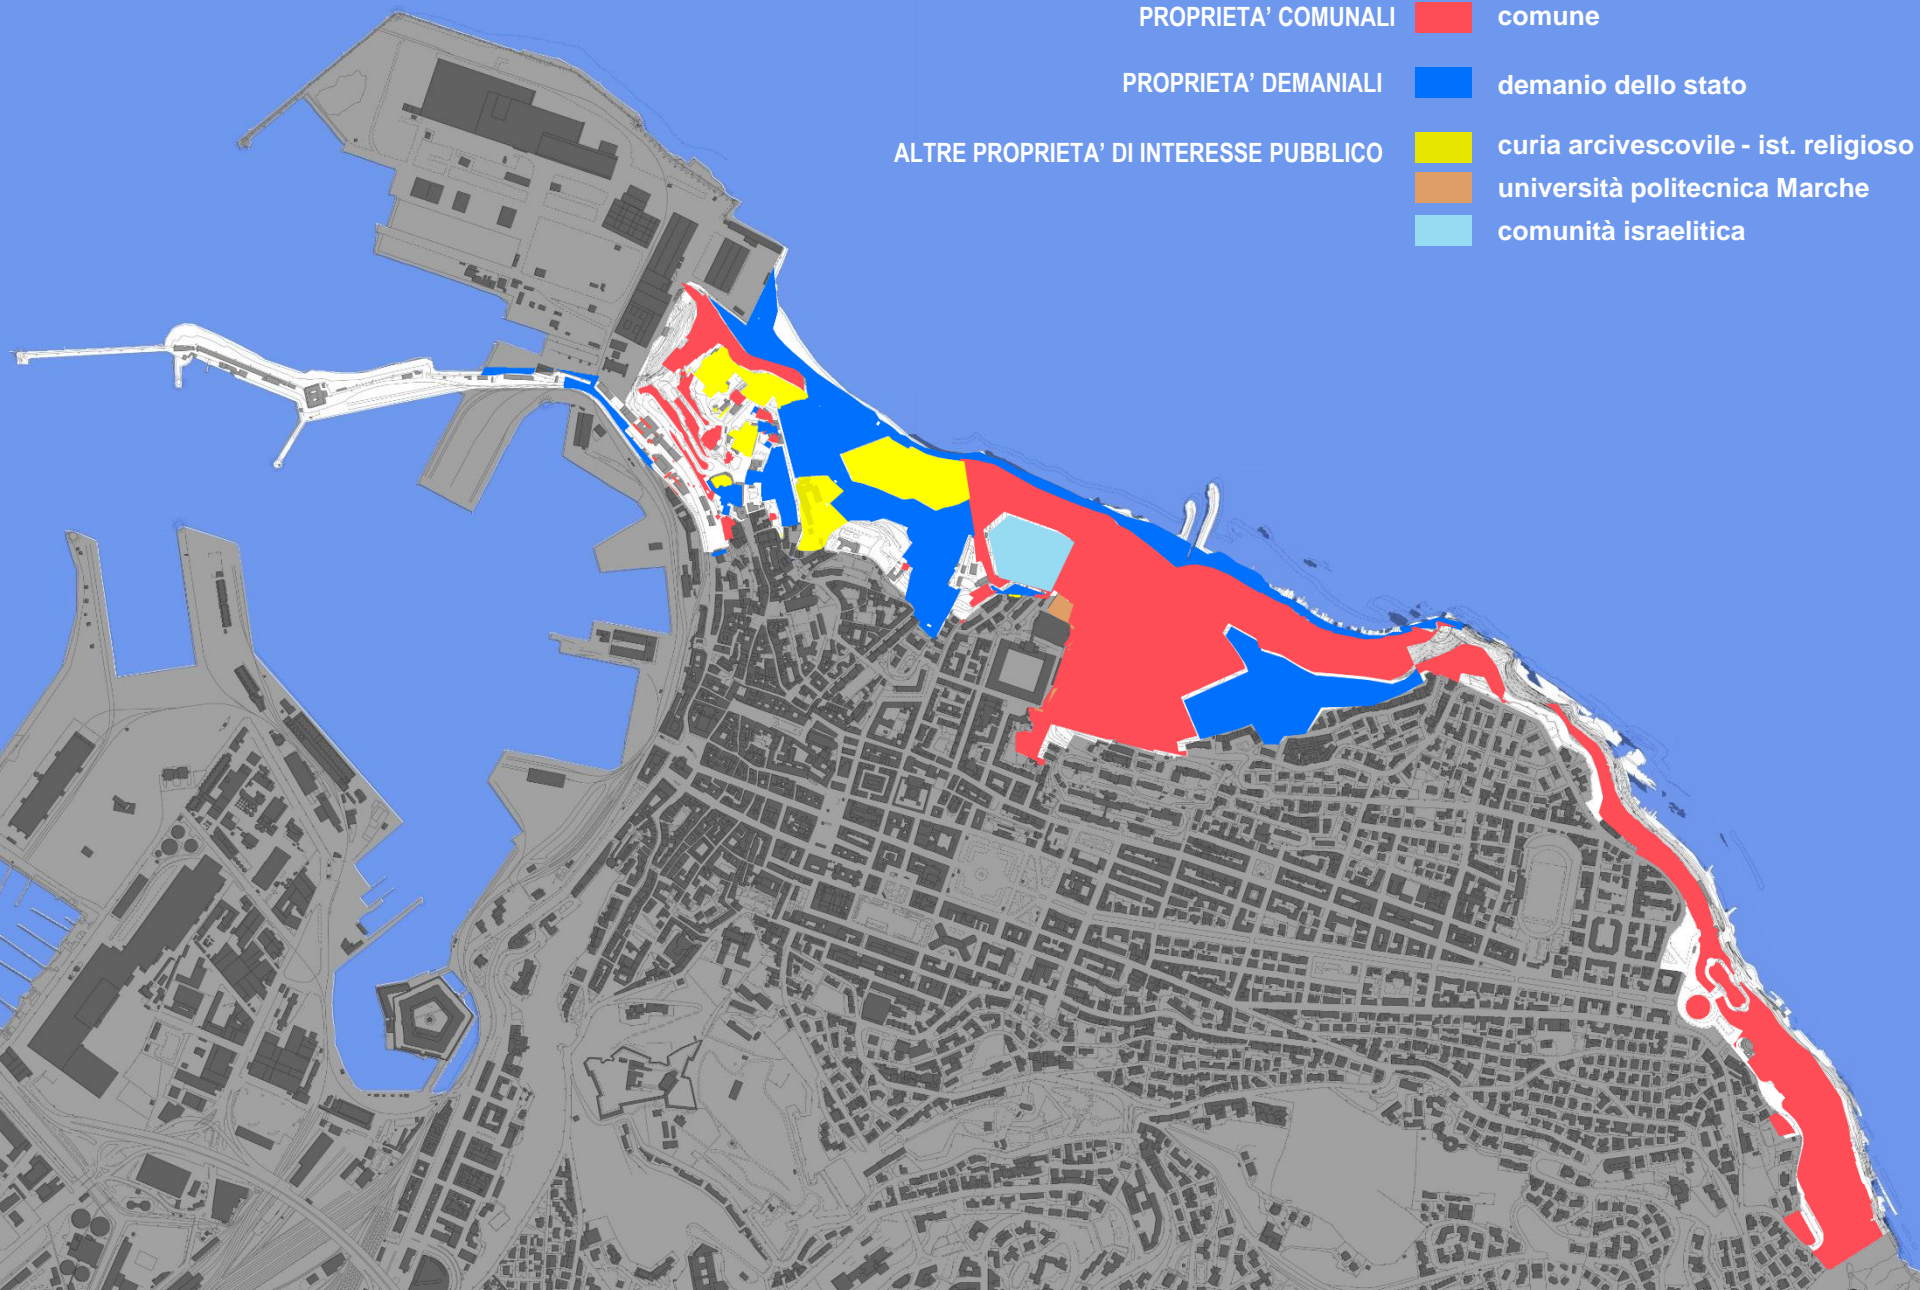 PROPRIETA' COMUNALI comune
PROPRIETA' DEMANIALI demanio dello stato
ALTRE PROPRIETA' DI INTERESSE PUBBLICO curia arcivescovile - ist. religioso
università politecnica Marche
comunità israelitica